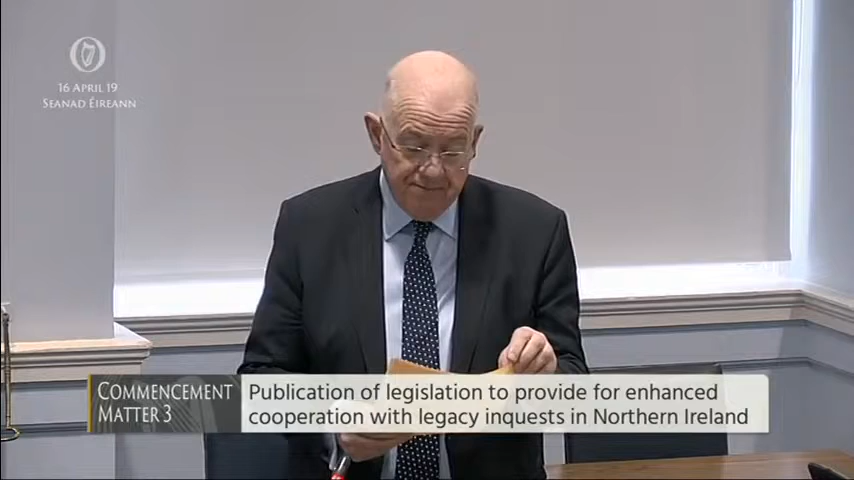 16 April 19
Seanad Éireann
Commencement
Matter 3
Publication of legislation to provide for enhanced
cooperation with legacy inquests in Northern Ireland